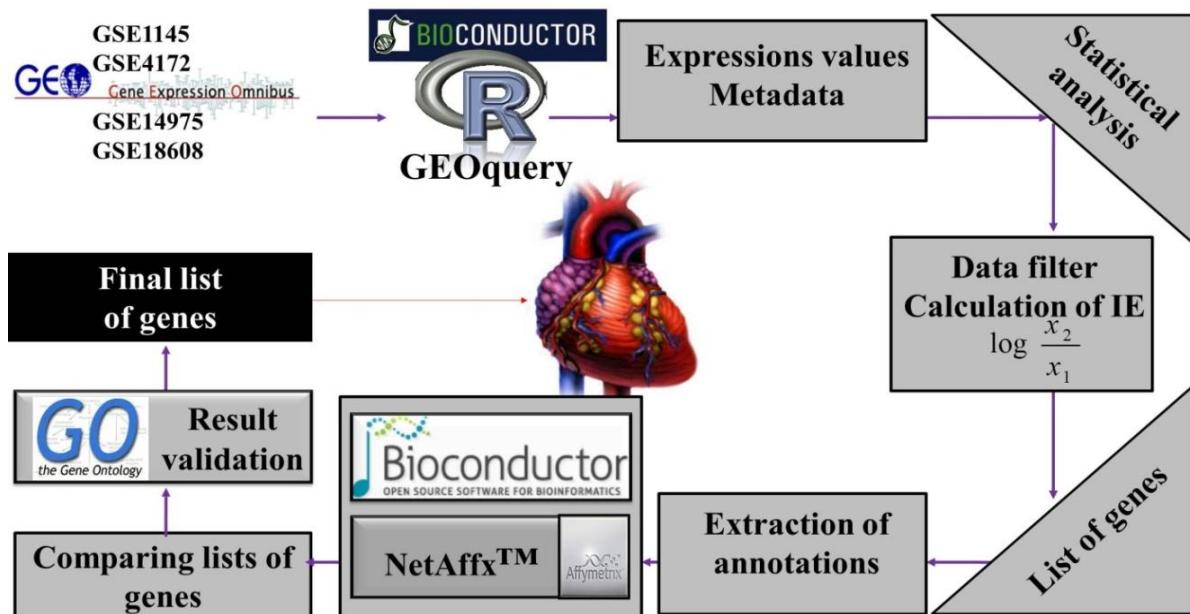 GSE1145
GSE4172
GEO
Gene Expression Omnibus
GSE14975
GSE18608
BIOCONDUCTOR
R
GEOquery
Expressions values
Metadata
Statistical
analysis
Data filter
Calculation of IE
log x2/x1
List of genes
Extraction of
annotations
Bioconductor
OPEN SOURCE SOFTWARE FOR BIOINFORMATICS
NetAffx™
Affymetrix
Comparing lists of
genes
GO
the Gene Ontology
Result
validation
Final list
of genes